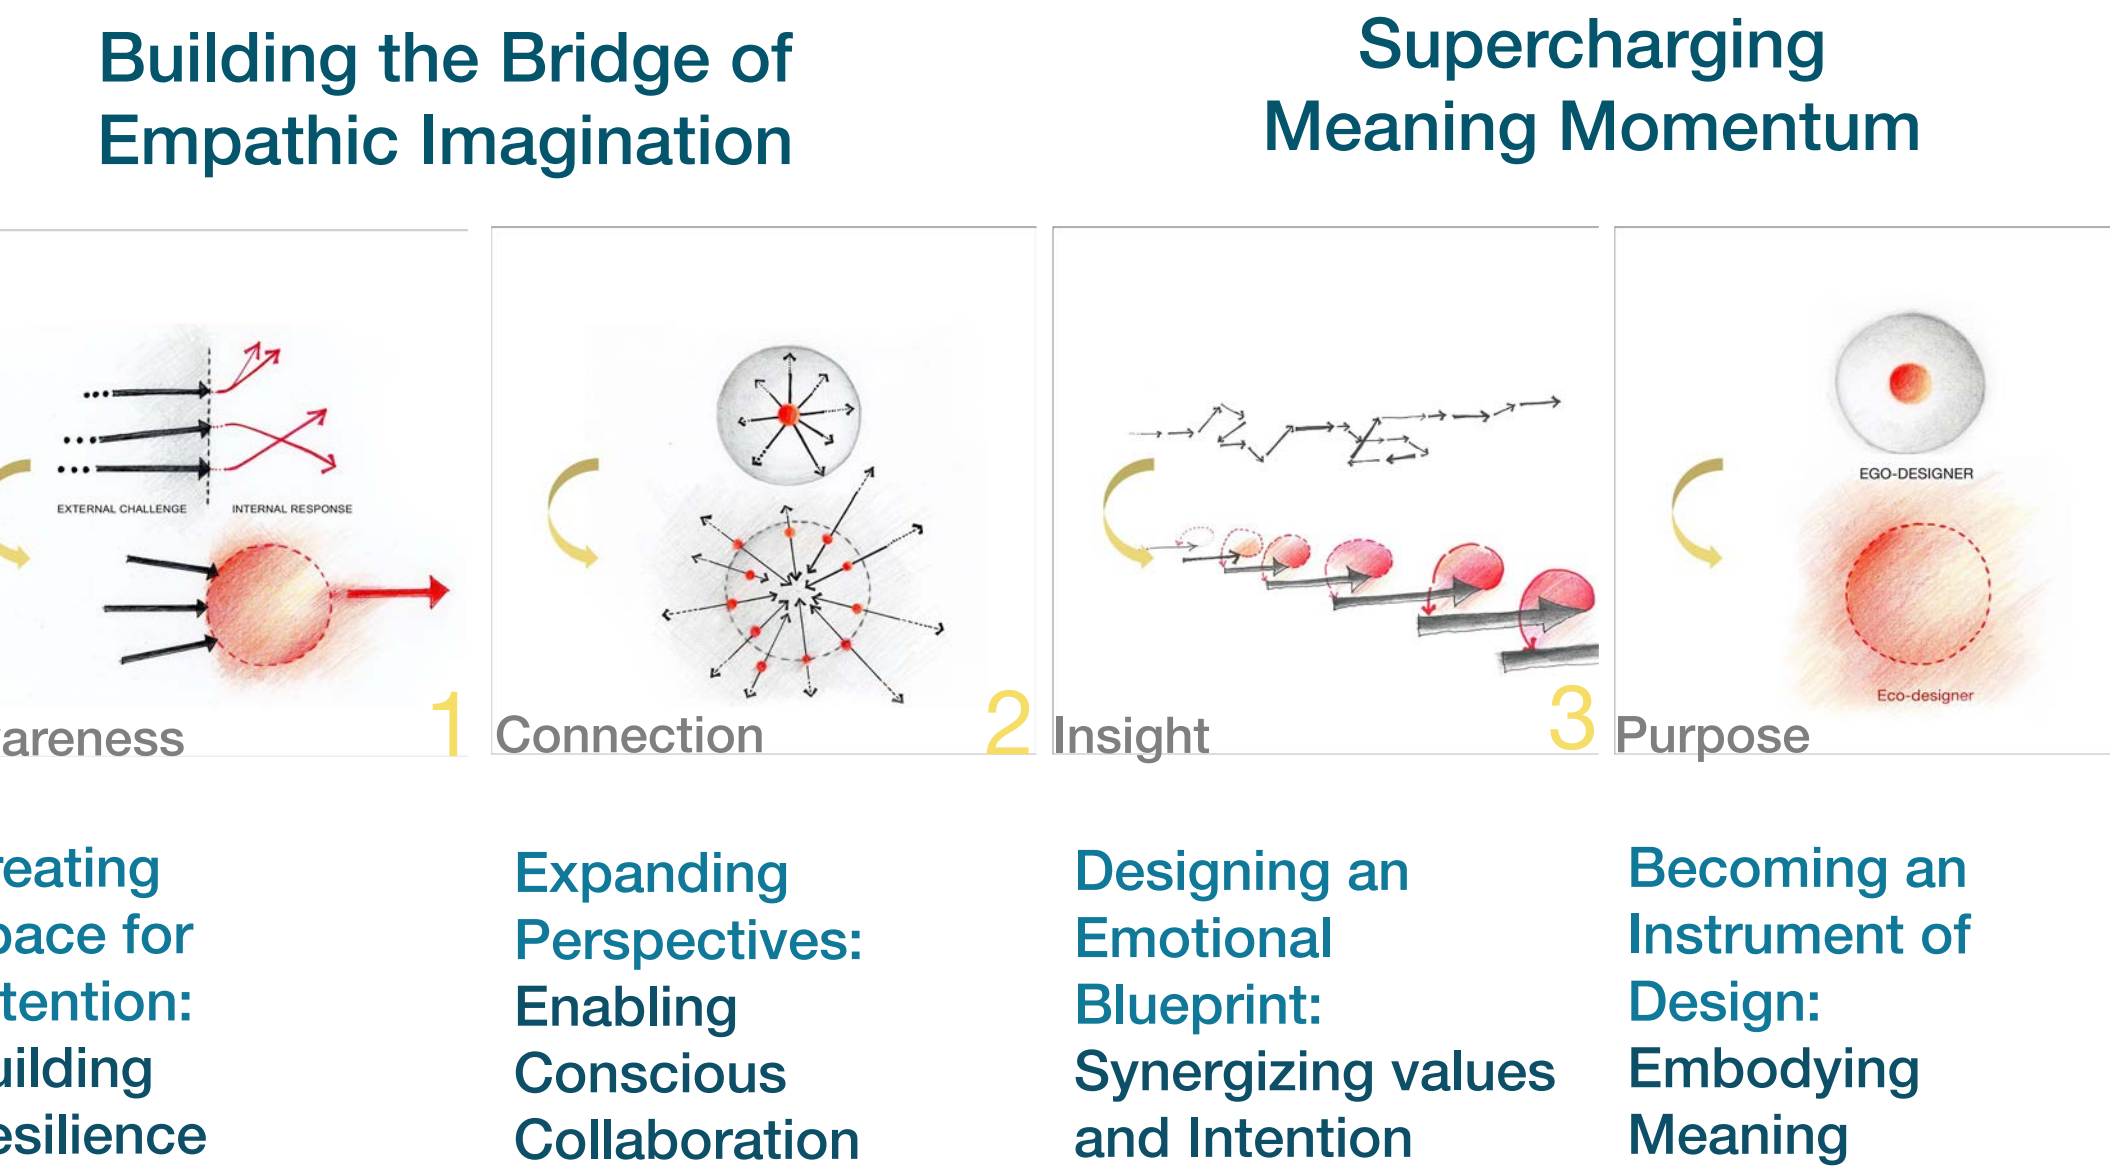 Building the Bridge of
Empathic Imagination
Supercharging
Meaning Momentum
EXTERNAL CHALLENGE
INTERNAL RESPONSE
areness
1
Connection
2
Insight
3
EGO-DESIGNER
Eco-designer
Purpose
reating
pace for
tention:
uilding
esilience
Expanding
Perspectives:
Enabling
Conscious
Collaboration
Designing an
Emotional
Blueprint:
Synergizing values
and Intention
Becoming an
Instrument of
Design:
Embodying
Meaning